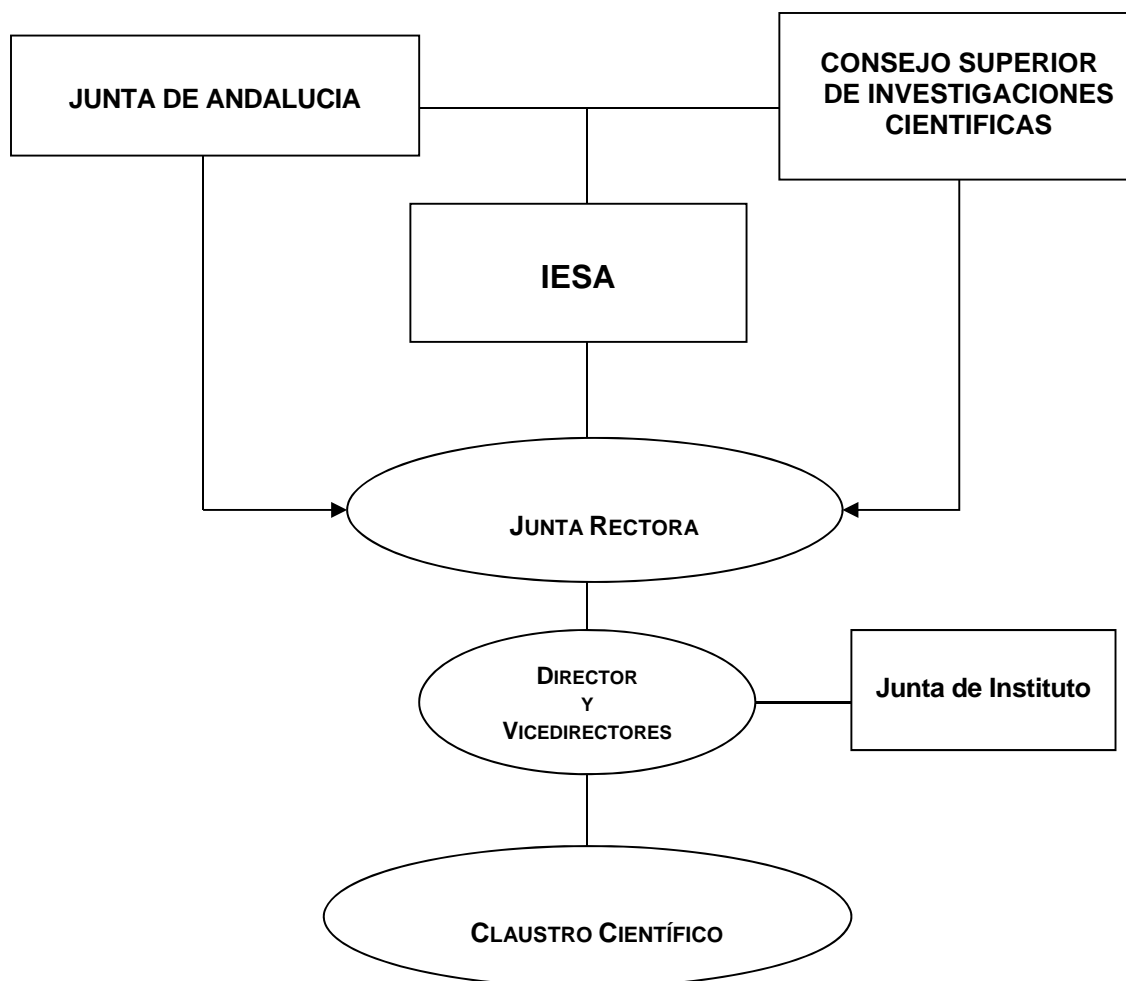 JUNTA DE ANDALUCIA
CONSEJO SUPERIOR
DE INVESTIGACIONES
CIENTIFICAS
IESA
JUNTA RECTORA
DIRECTOR
Y
VICEDIRECTORES
Junta de Instituto
CLAUSTRO CIENTÍFICO